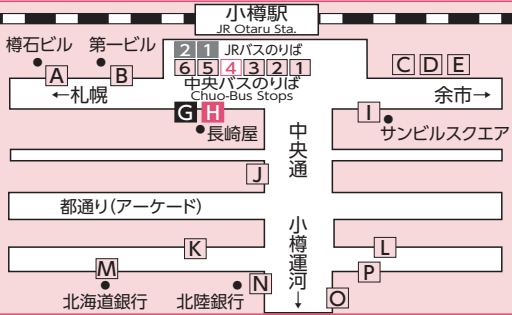 小樽駅
JR Otaru Sta.
樽石ビル 第一ビル
2 1 JRバスのりば
6 5 4 3 2 1
中央バスのりば
Chuo-Bus Stops
A B
C D E
←札幌
余市→
G H
I
長崎屋
サンビルスクエア
中央通
J
都通り(アーケード)
小樽運河→
K
L
M
P
北海道銀行 北陸銀行
N
O